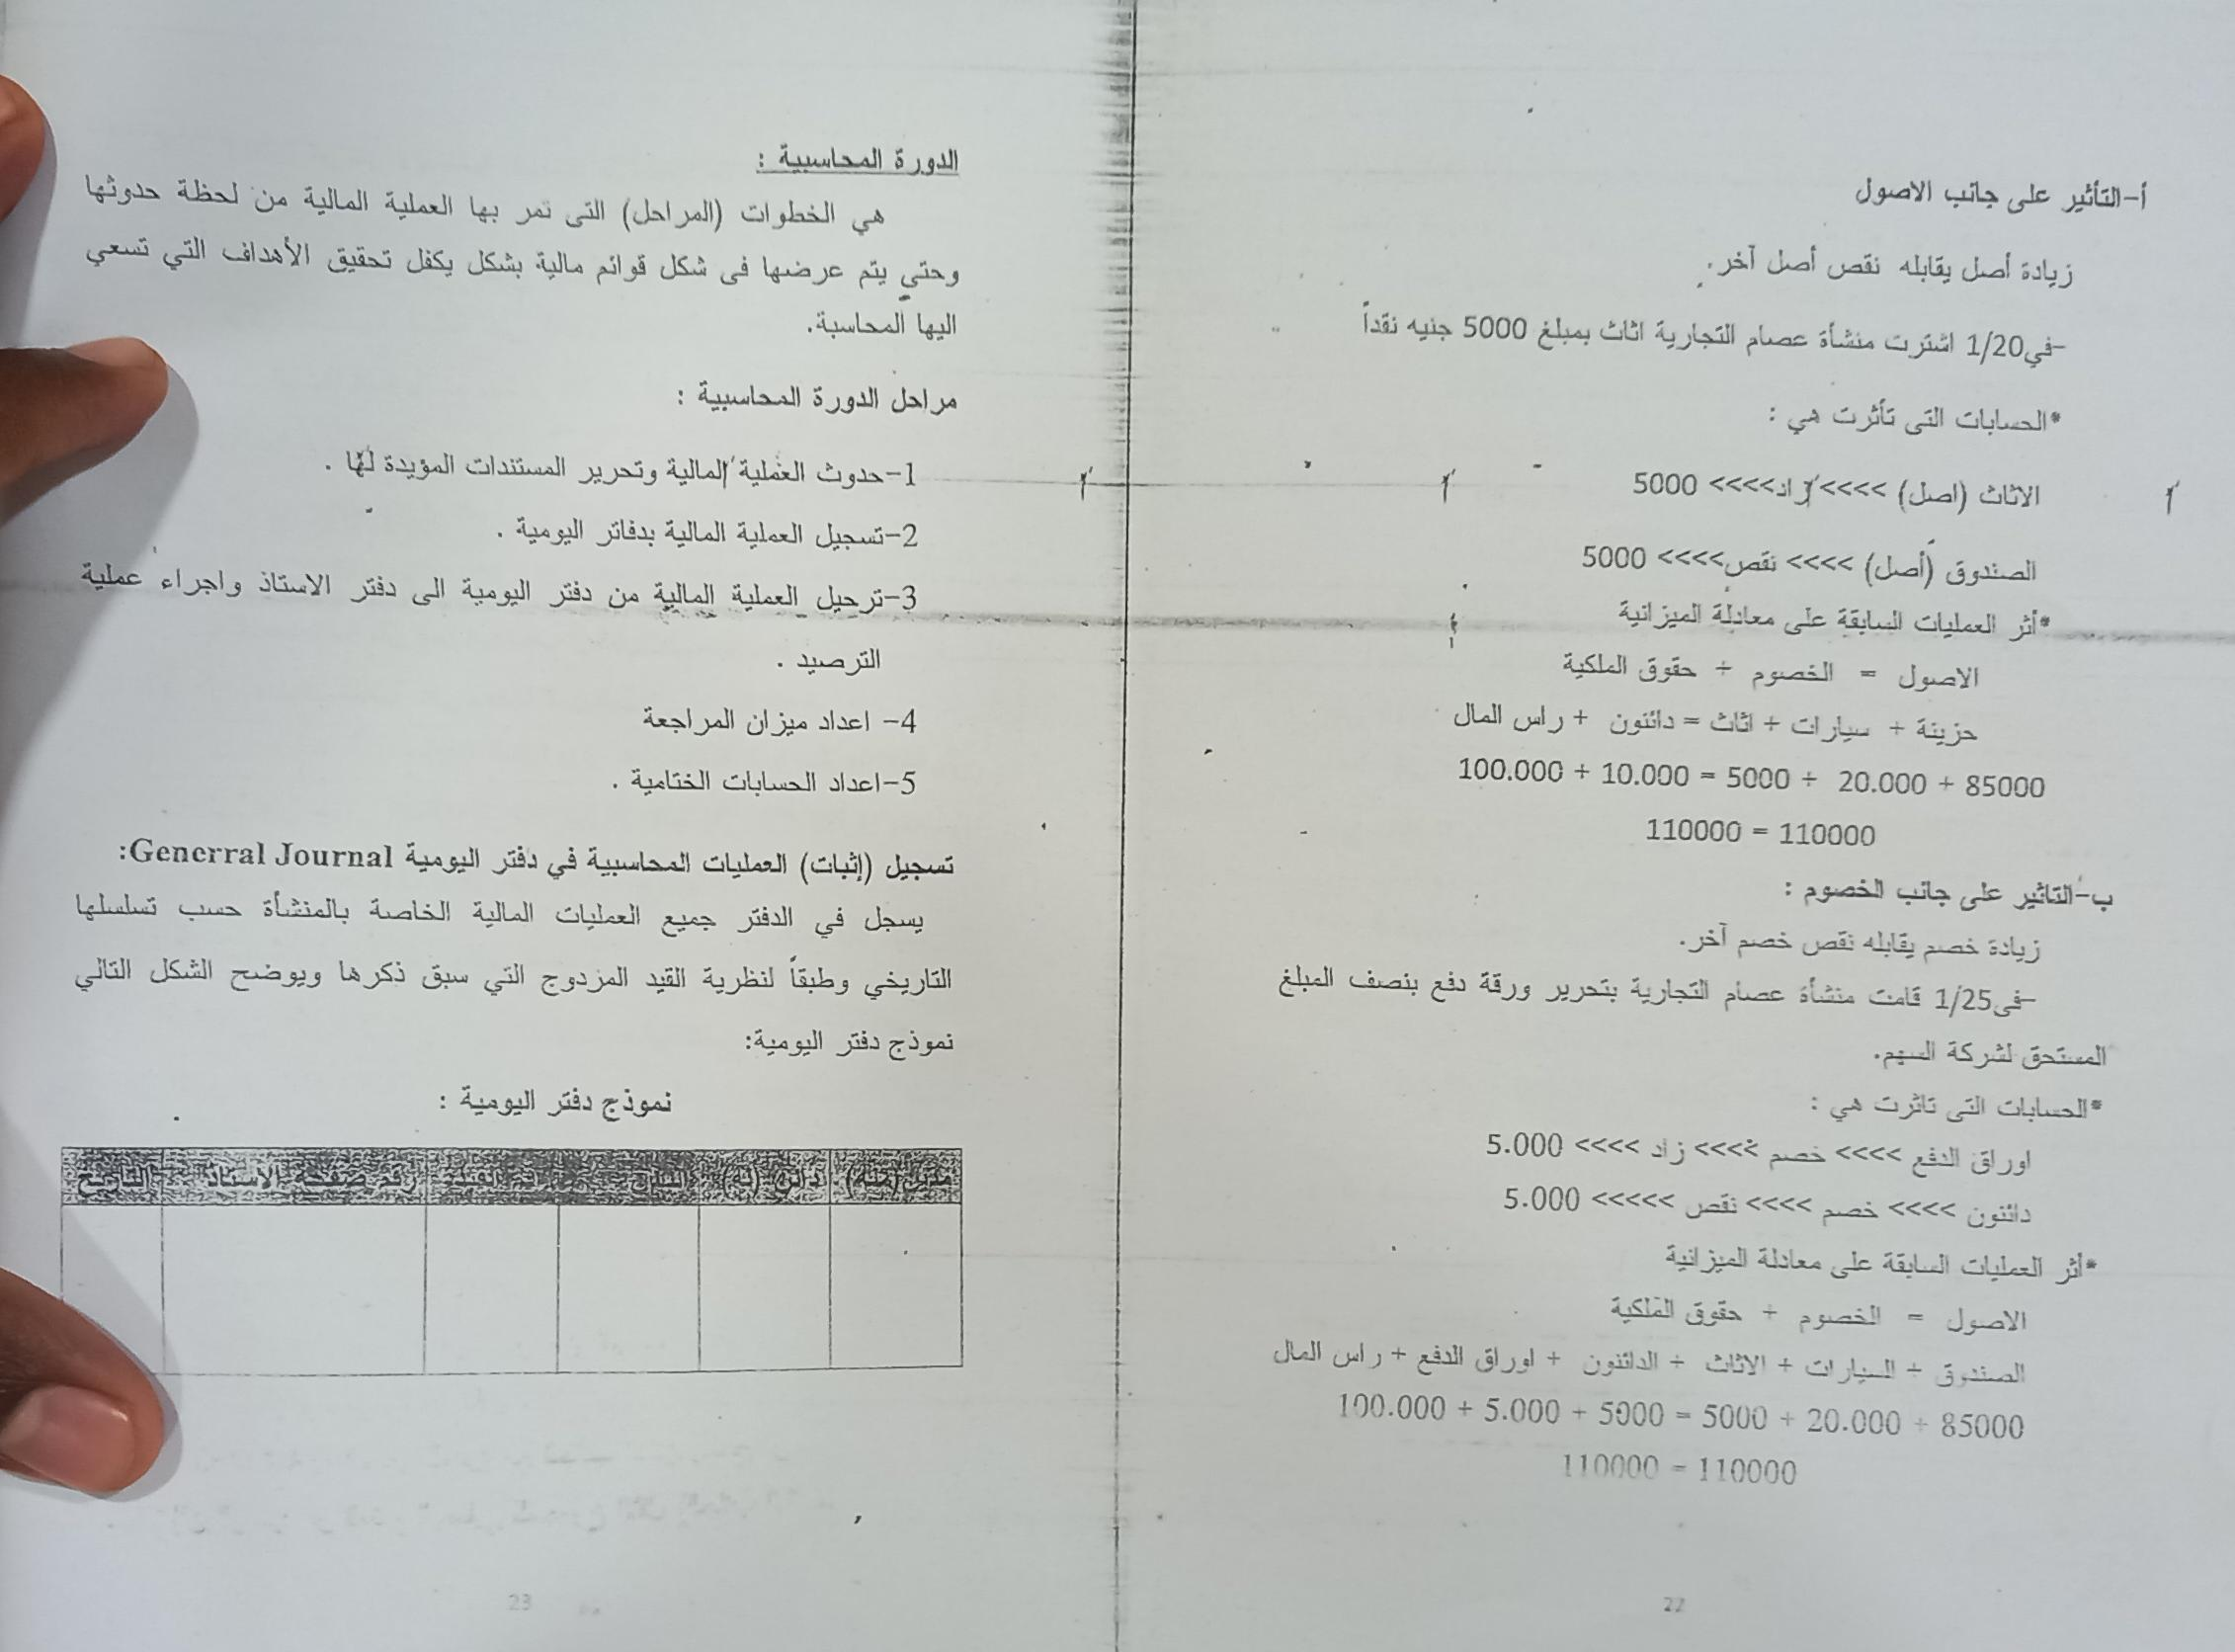 أ-التأثير على جانب الاصول
زيادة أصل يقابله نقص أصل آخر.
-في1/20 اشترت منشأة عصام التجارية اثاث بمبلغ 5000 جنيه نقداً
*الحسابات التى تأثرت هي :
الاثاث (اصل) >>>> زاد>>>> 5000
الصندوق (أصل) >>>> نقص>>>> 5000
*أثر العمليات السابقة على معادلة الميزانية
الاصول = الخصوم + حقوق الملكية
خزينة + سيارات + اثاث = دائنون + راس المال
100.000 + 10.000 = 5000 + 20.000 + 85000
110000 = 110000
ب-التاثير على جانب الخصوم :
زيادة خصم يقابله نقص خصم آخر.
-فى1/25 قامت منشأة عصام التجارية بتحرير ورقة دفع بنصف المبلغ
المستحق لشركة السهم.
*الحسابات التى تاثرت هي :
اوراق الدفع >>>> خصم >>>> زاد >>>> 5.000
دائنون >>>> خصم >>>> نقص >>>>> 5.000
*أثر العمليات السابقة على معادلة الميزانية
الاصول = الخصوم + حقوق الملكية
الصندوق + السيارات + الاثاث ÷ الدائنون + اوراق الدفع + راس المال
100.000 + 5.000 + 5000 = 5000 + 20.000 + 85000
110000 = 110000
22
الدورة المحاسبية :
هي الخطوات (المراحل) التى تمر بها العملية المالية من لحظة حدوثها
وحتي يتم عرضها فى شكل قوائم مالية بشكل يكفل تحقيق الأهداف التي تسعي
اليها المحاسبة.
مراحل الدورة المحاسبية :
1-حدوث العملية المالية وتحرير المستندات المؤيدة لها .
2-تسجيل العملية المالية بدفاتر اليومية .
3-ترحيل العملية المالية من دفتر اليومية الى دفتر الاستاذ واجراء عملية
الترصيد .
4- اعداد ميزان المراجعة
5-اعداد الحسابات الختامية .
تسجيل (إثبات) العمليات المحاسبية في دفتر اليومية Generral Journal:
يسجل في الدفتر جميع العمليات المالية الخاصة بالمنشأة حسب تسلسلها
التاريخي وطبقاً لنظرية القيد المزدوج التي سبق ذكرها ويوضح الشكل التالي
نموذج دفتر اليومية:
نموذج دفتر اليومية :
مدين (منه) دائن (له) البيان رقم القيد رقم صفحة الاستاذ التاريخ
23